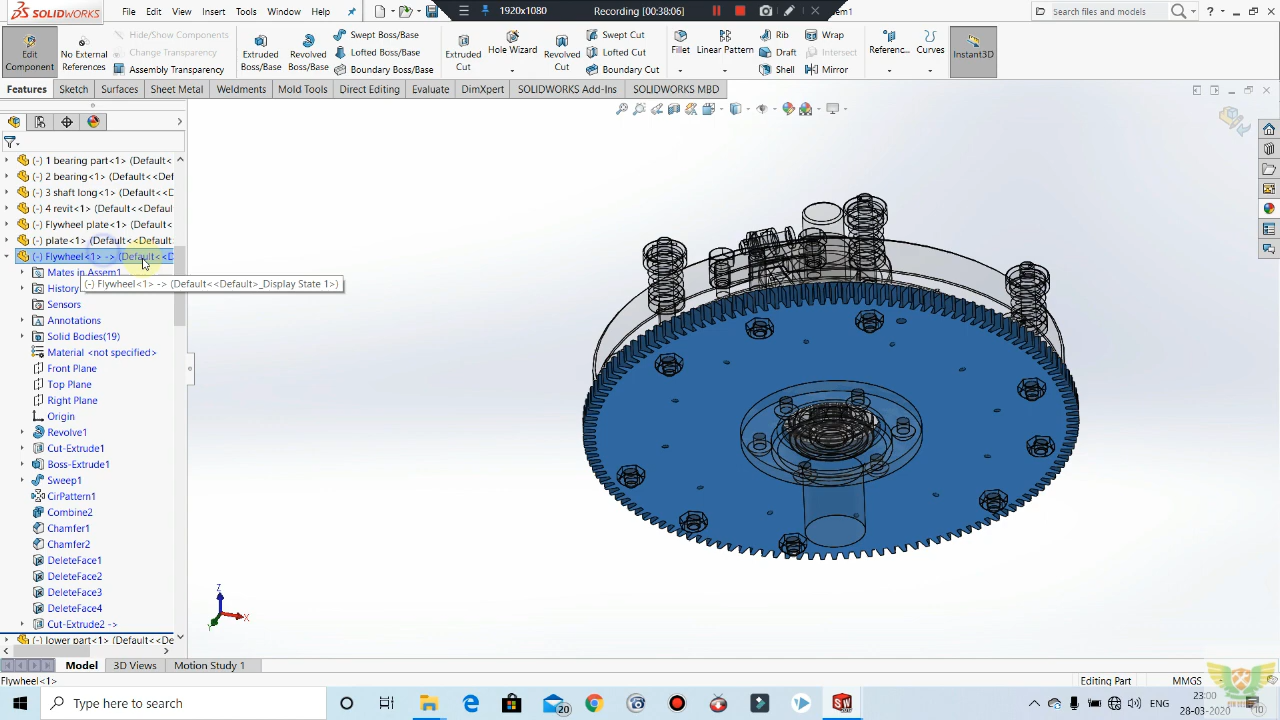 SOLIDWORKS File Edit View Insert Tools Window Help
1920x1080 Recording [00:38:06]
m1 Search files and models
Edit Component
No External References
Show/Hide Components
Change Transparency
Assembly Transparency
Extruded Boss/Base
Revolved Boss/Base
Swept Boss/Base
Lofted Boss/Base
Boundary Boss/Base
Extruded Cut
Hole Wizard
Revolved Cut
Swept Cut
Lofted Cut
Boundary Cut
Fillet
Linear Pattern
Rib
Draft
Shell
Wrap
Intersect
Mirror
Referenc...
Curves
Instant3D
Features Sketch Surfaces Sheet Metal Weldments Mold Tools Direct Editing Evaluate DimXpert SOLIDWORKS Add-Ins SOLIDWORKS MBD
(-) 1 bearing part<1> (Default<
(-) 2 bearing<1> (Default<<Def
(-) 3 shaft long<1> (Default<<D
(-) 4 revit<1> (Default<<Defaul
(-) Flywheel plate<1> (Default<
(-) plate<1> (Default<<Default
(-) Flywheel<1> -> (Default<<D
Mates in Assem1
History
(-) Flywheel<1> -> (Default<<Default>_Display State 1>)
Sensors
Annotations
Solid Bodies(19)
Material <not specified>
Front Plane
Top Plane
Right Plane
Origin
Revolve1
Cut-Extrude1
Boss-Extrude1
Sweep1
CirPattern1
Combine2
Chamfer1
Chamfer2
DeleteFace1
DeleteFace2
DeleteFace3
DeleteFace4
Cut-Extrude2 ->
(-) lower part<1> (Default<<De
Z
X
Y
Model 3D Views Motion Study 1
Flywheel<1> Editing Part MMGS
Type here to search
20
ENG
23:00
28-03-2020
10